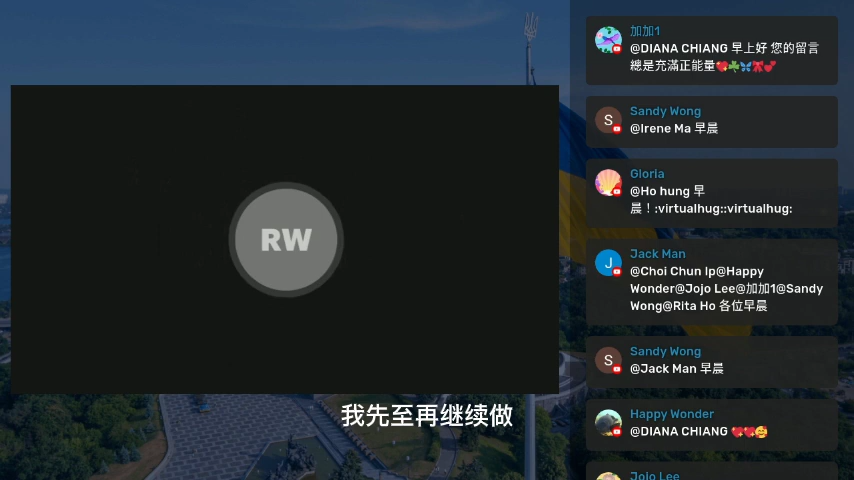 RW
我先至再继续做
加加1
@DIANA CHIANG 早上好 您的留言
總是充滿正能量💖☘️🦋🎀💕
S
Sandy Wong
@Irene Ma 早晨
Gloria
@Ho hung 早
晨！:virtualhug::virtualhug:
J
Jack Man
@Choi Chun Ip@Happy
Wonder@Jojo Lee@加加1@Sandy
Wong@Rita Ho 各位早晨
S
Sandy Wong
@Jack Man 早晨
Happy Wonder
@DIANA CHIANG 💖💖🥰
Jojo Lee